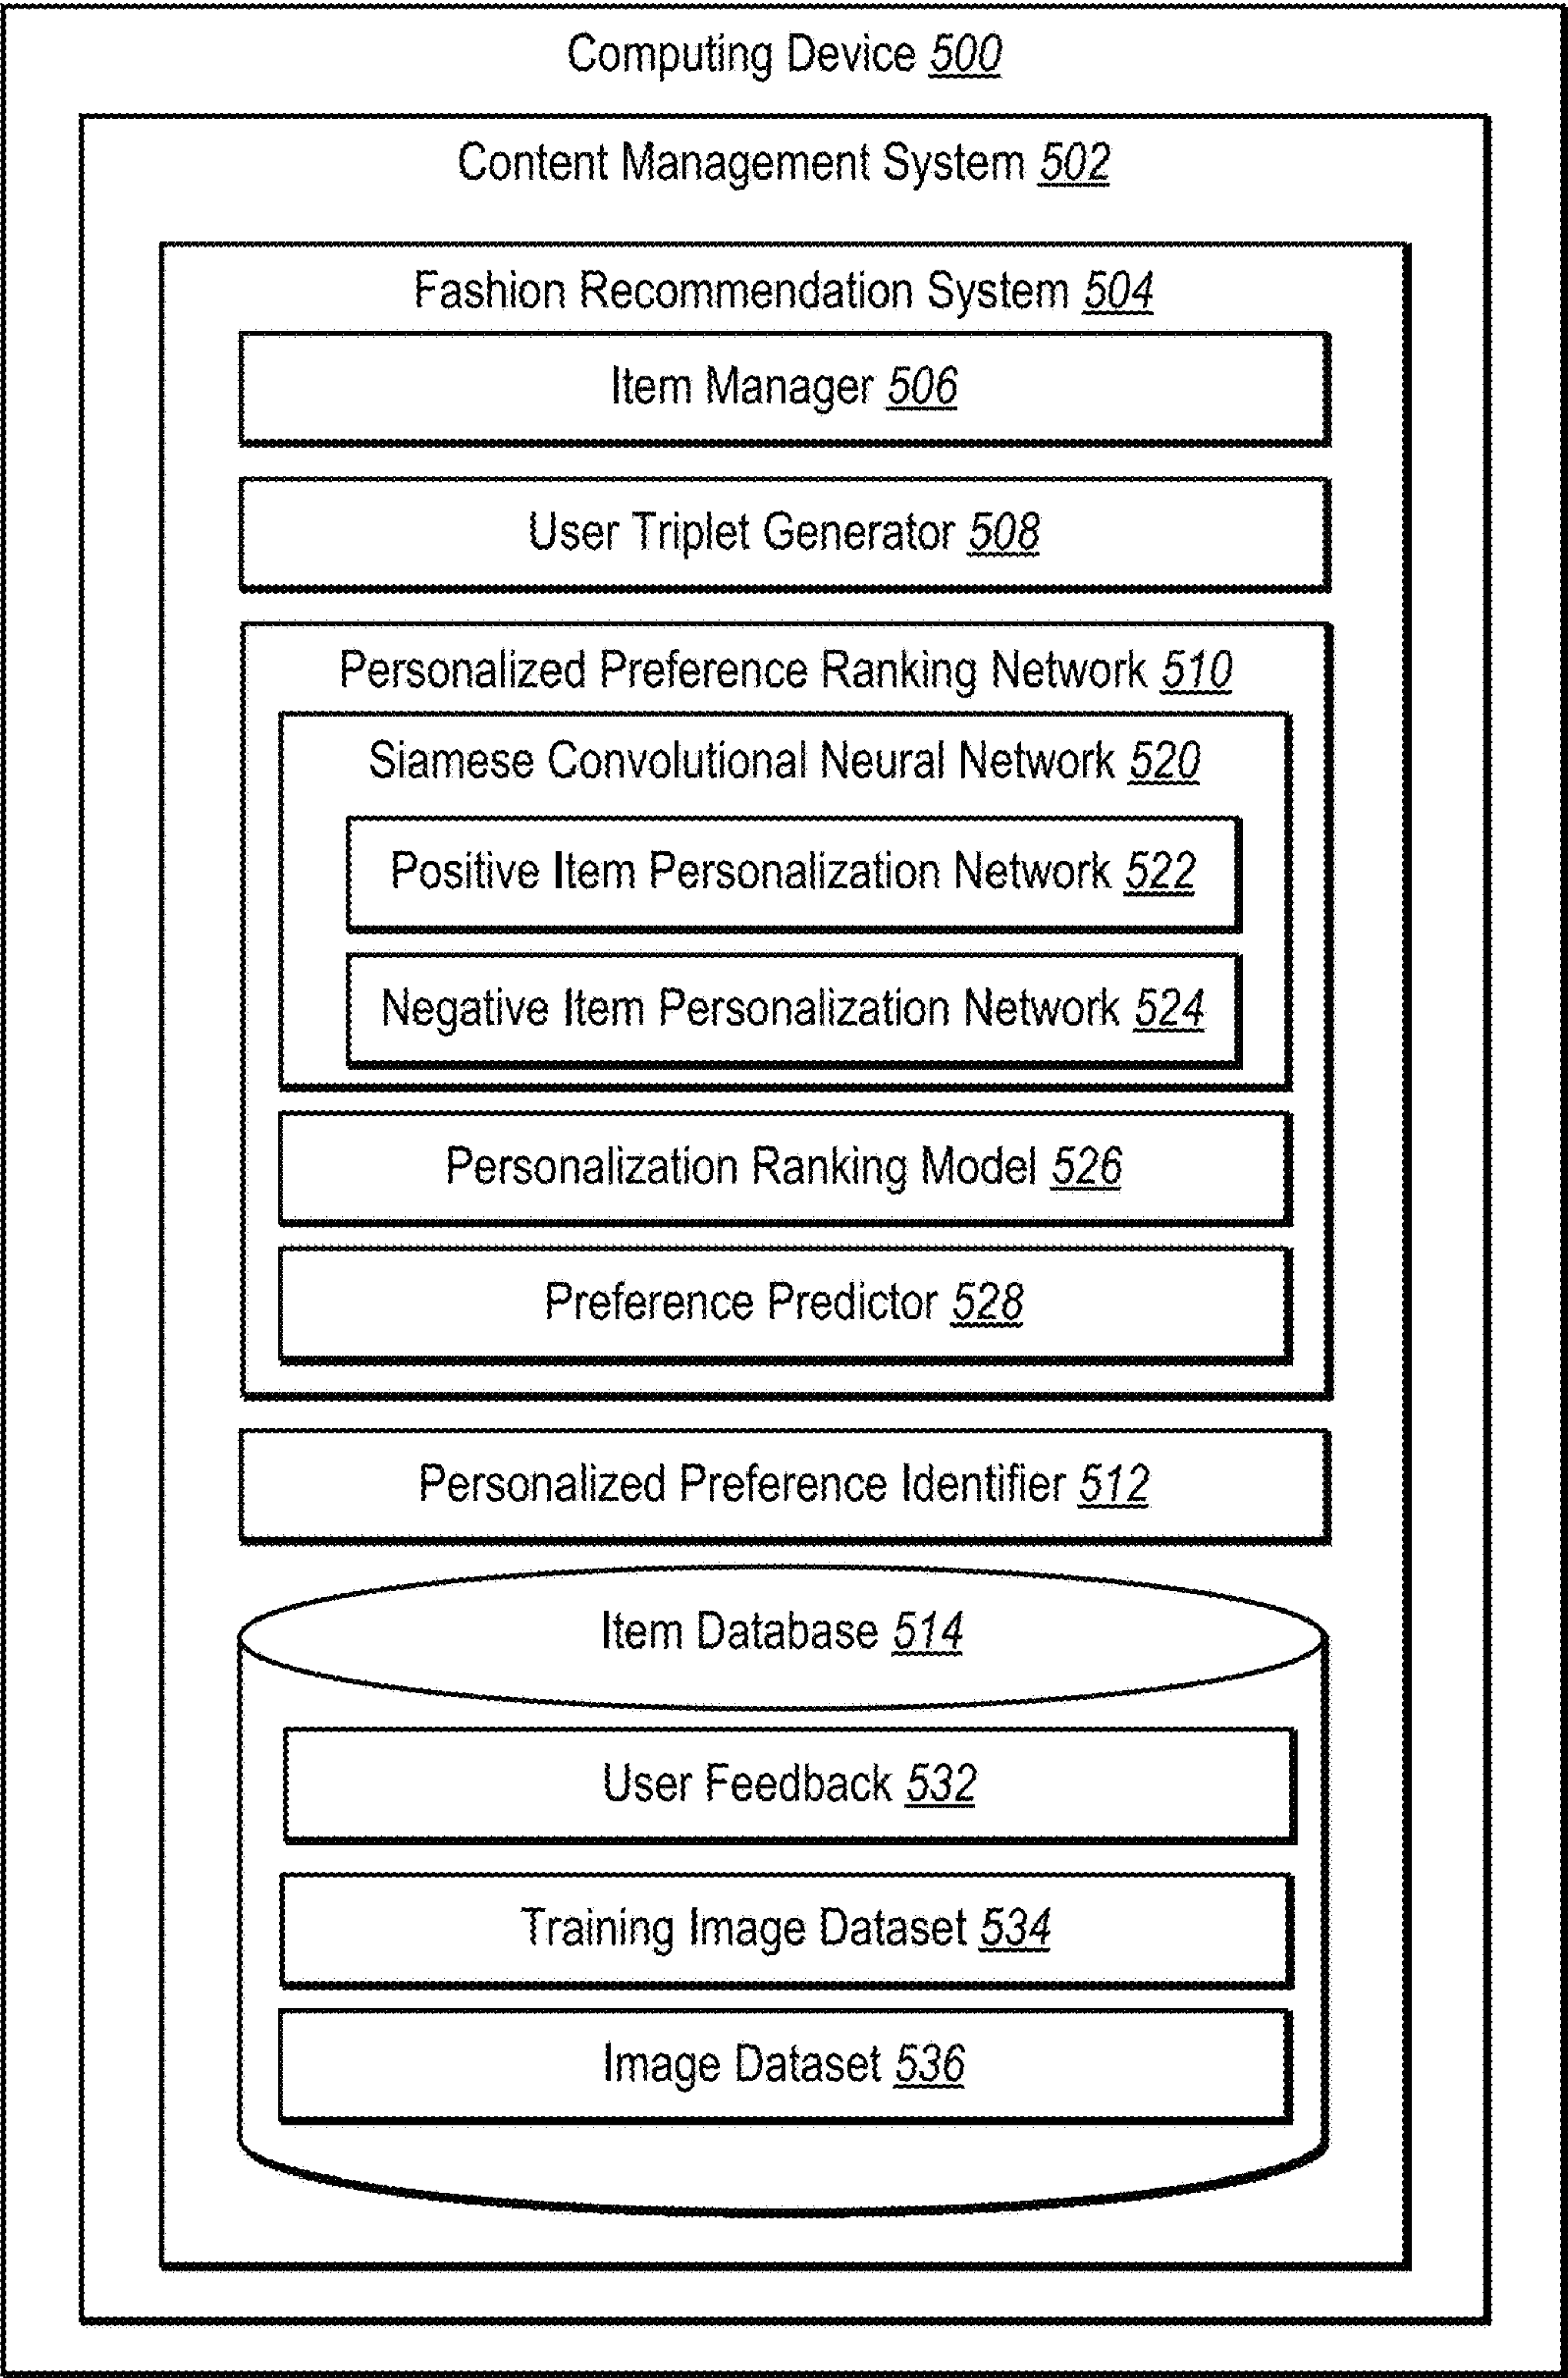 Computing Device 500
Content Management System 502
Fashion Recommendation System 504
Item Manager 506
User Triplet Generator 508
Personalized Preference Ranking Network 510
Siamese Convolutional Neural Network 520
Positive Item Personalization Network 522
Negative Item Personalization Network 524
Personalization Ranking Model 526
Preference Predictor 528
Personalized Preference Identifier 512
Item Database 514
User Feedback 532
Training Image Dataset 534
Image Dataset 536